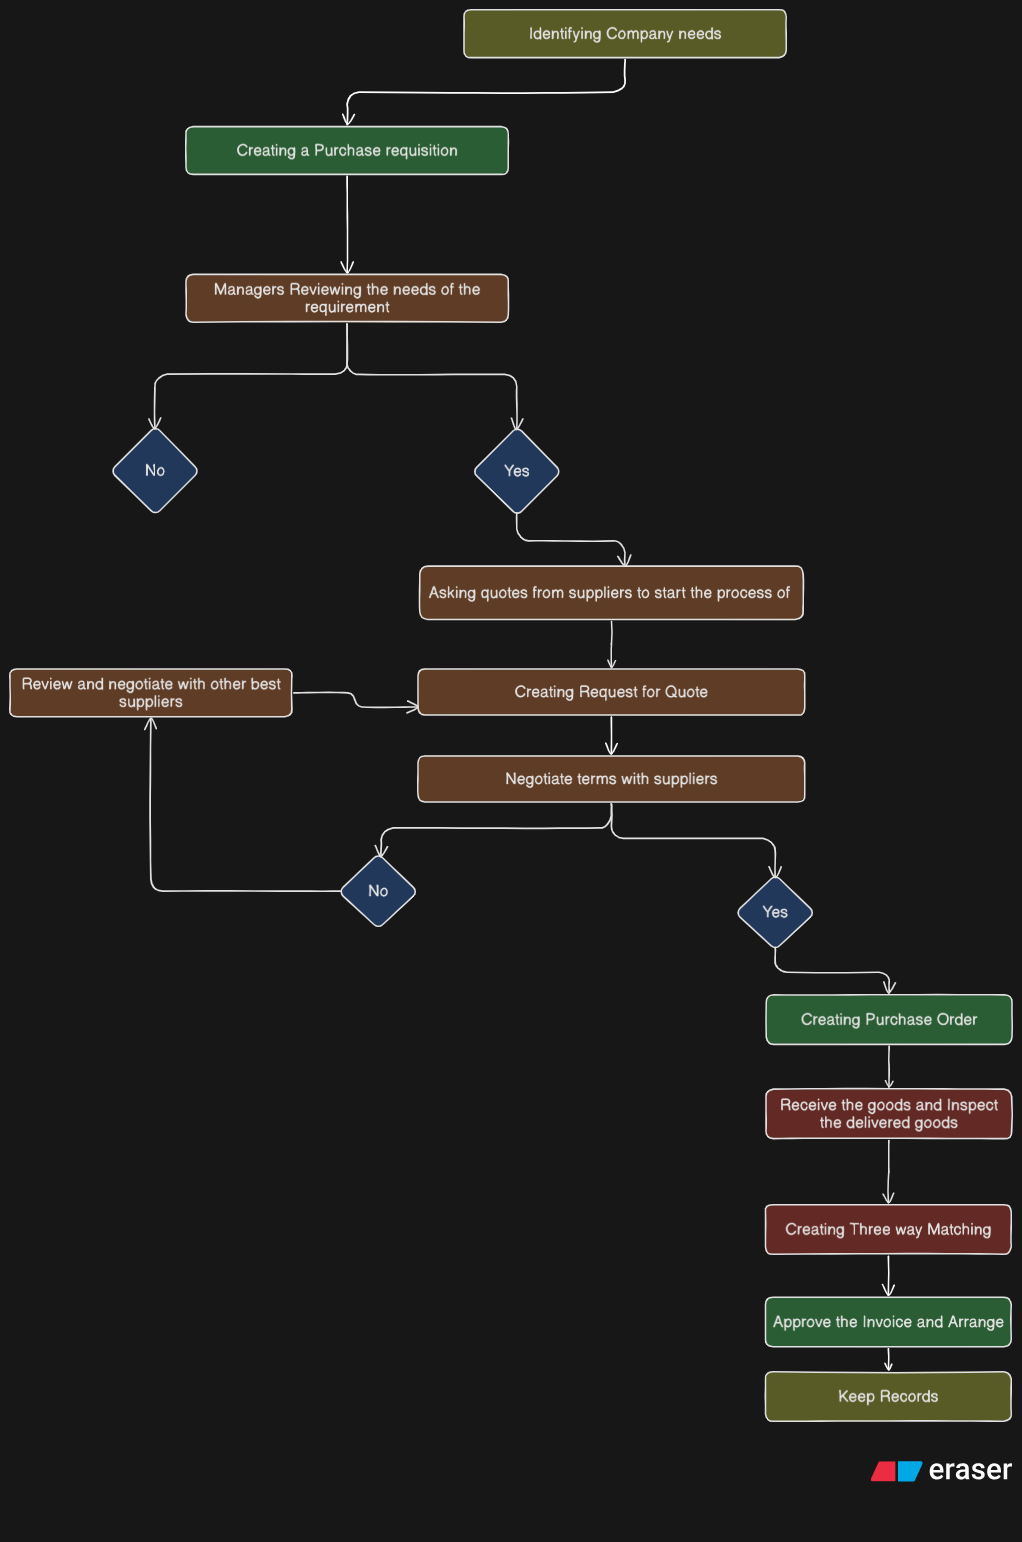 Identifying Company needs
Creating a Purchase requisition
Managers Reviewing the needs of the
requirement
No
Yes
Asking quotes from suppliers to start the process of
Review and negotiate with other best
suppliers
Creating Request for Quote
Negotiate terms with suppliers
No
Yes
Creating Purchase Order
Receive the goods and Inspect
the delivered goods
Creating Three way Matching
Approve the Invoice and Arrange
Keep Records
eraser